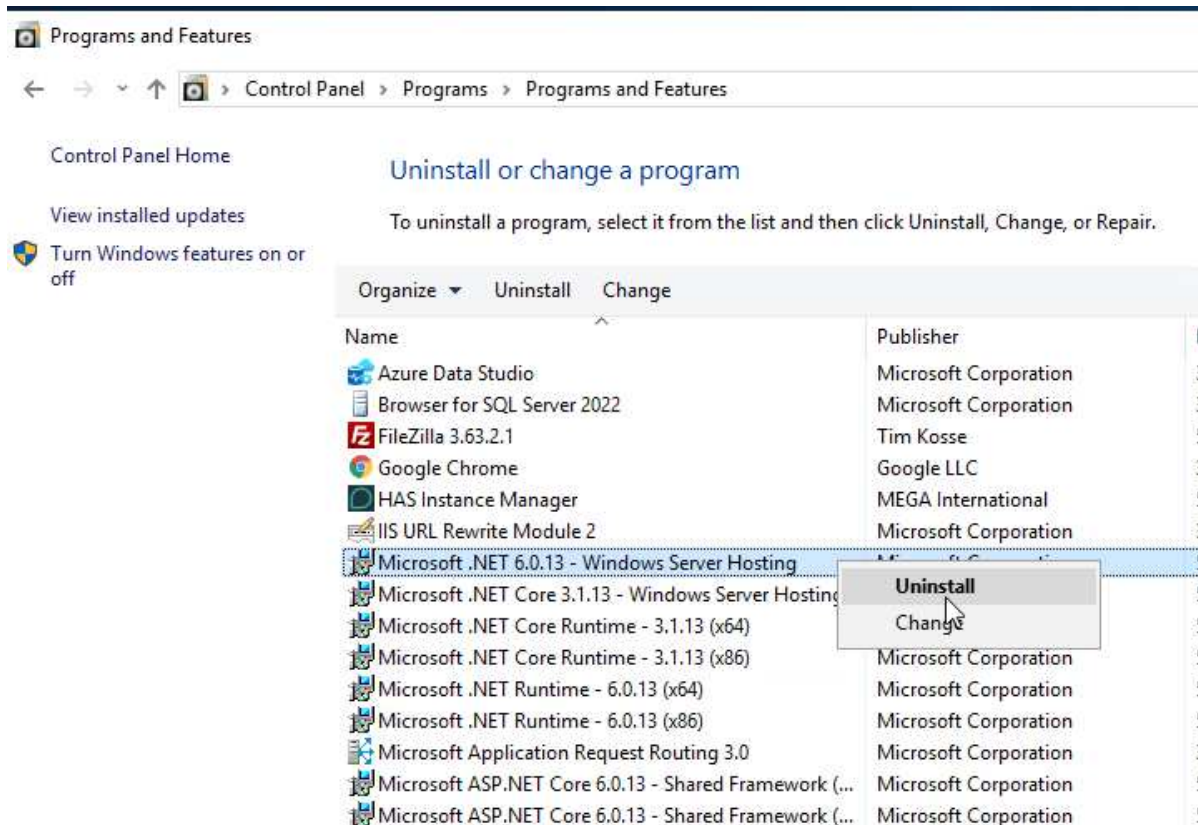 Programs and Features
Control Panel > Programs > Programs and Features
Control Panel Home
View installed updates
Turn Windows features on or
off
Uninstall or change a program
To uninstall a program, select it from the list and then click Uninstall, Change, or Repair.
Organize Uninstall Change
Name Publisher
Azure Data Studio Microsoft Corporation
Browser for SQL Server 2022 Microsoft Corporation
FileZilla 3.63.2.1 Tim Kosse
Google Chrome Google LLC
HAS Instance Manager MEGA International
IIS URL Rewrite Module 2 Microsoft Corporation
Microsoft .NET 6.0.13 - Windows Server Hosting
Uninstall
Microsoft .NET Core 3.1.13 - Windows Server Hosting
Change
Microsoft .NET Core Runtime - 3.1.13 (x64)
Microsoft .NET Core Runtime - 3.1.13 (x86) Microsoft Corporation
Microsoft .NET Runtime - 6.0.13 (x64) Microsoft Corporation
Microsoft .NET Runtime - 6.0.13 (x86) Microsoft Corporation
Microsoft Application Request Routing 3.0 Microsoft Corporation
Microsoft ASP.NET Core 6.0.13 - Shared Framework (... Microsoft Corporation
Microsoft ASP.NET Core 6.0.13 - Shared Framework (... Microsoft Corporation